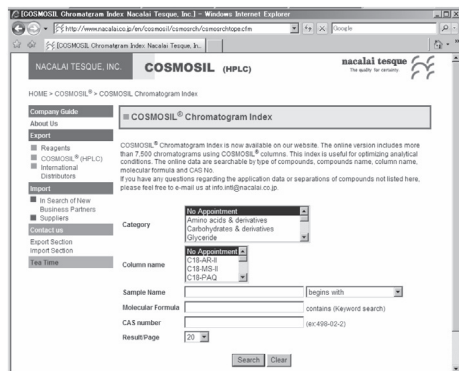 [COSMOSIL Chromatogram Index Nacalai Tesque, Inc.] - Windows Internet Explorer
http://www.nacalai.co.jp/en/cosmosil/cosmosrch/cosmosrchtope.cfm
Google
[COSMOSIL Chromatogram Index Nacalai Tesque, In..
NACALAI TESQUE, INC.
COSMOSIL (HPLC)
nacalai tesque
The quality for certainty
HOME > COSMOSIL® > COSMOSIL Chromatogram Index
Company Guide
About Us
Export
Reagents
COSMOSIL® (HPLC)
International
Distributors
Import
In Search of New
Business Partners
Suppliers
Contact us
Export Section
Import Section
Tea Time
COSMOSIL® Chromatogram Index
COSMOSIL® Chromatogram Index is now available on our website. The online version includes more
than 7,500 chromatograms using COSMOSIL® columns. This index is useful for optimizing analytical
conditions. The online data are searchable by type of compounds, compounds name, column name,
molecular formula and CAS No.
If you have any questions regarding the application data or separations of compounds not listed here,
please feel free to e-mail us at info.intl@nacalai.co.jp.
Category
No Appointment
Amino acids & derivatives
Carbohydrates & derivatives
Glyceride
Column name
No Appointment
C18-AR-II
C18-MS-II
C18-PAQ
Sample Name
begins with
Molecular Formula
contains (Keyword search)
CAS number
(ex:498-02-2)
Result/Page
20
Search
Clear